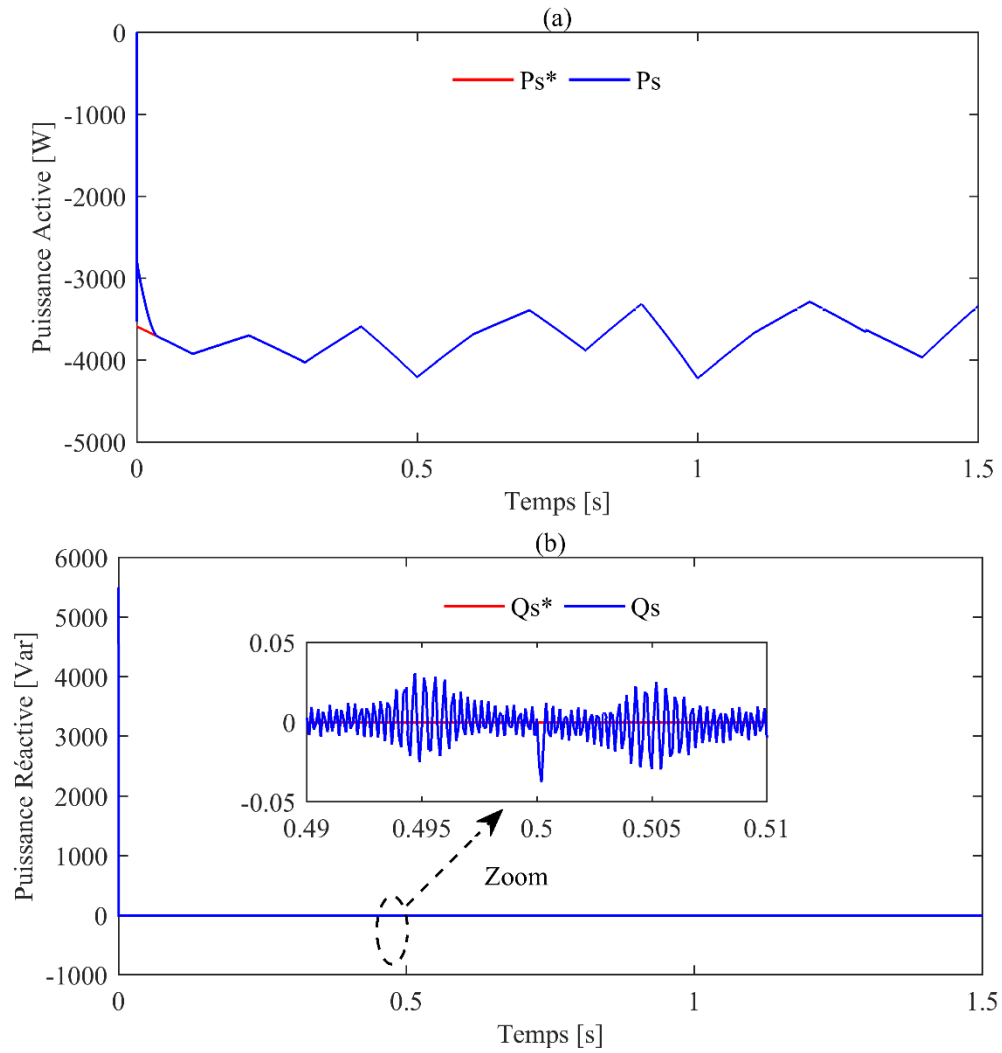 (a)
0
Ps* Ps
-1000
-2000
-3000
-4000
-5000
Puissance Active [W]
0 0.5 1 1.5
Temps [s]
(b)
6000
Qs* Qs
5000
4000
3000
2000
1000
0
-1000
Puissance Réactive [Var]
0.05
0
-0.05
0.49 0.495 0.5 0.505 0.51
Zoom
0 0.5 1 1.5
Temps [s]